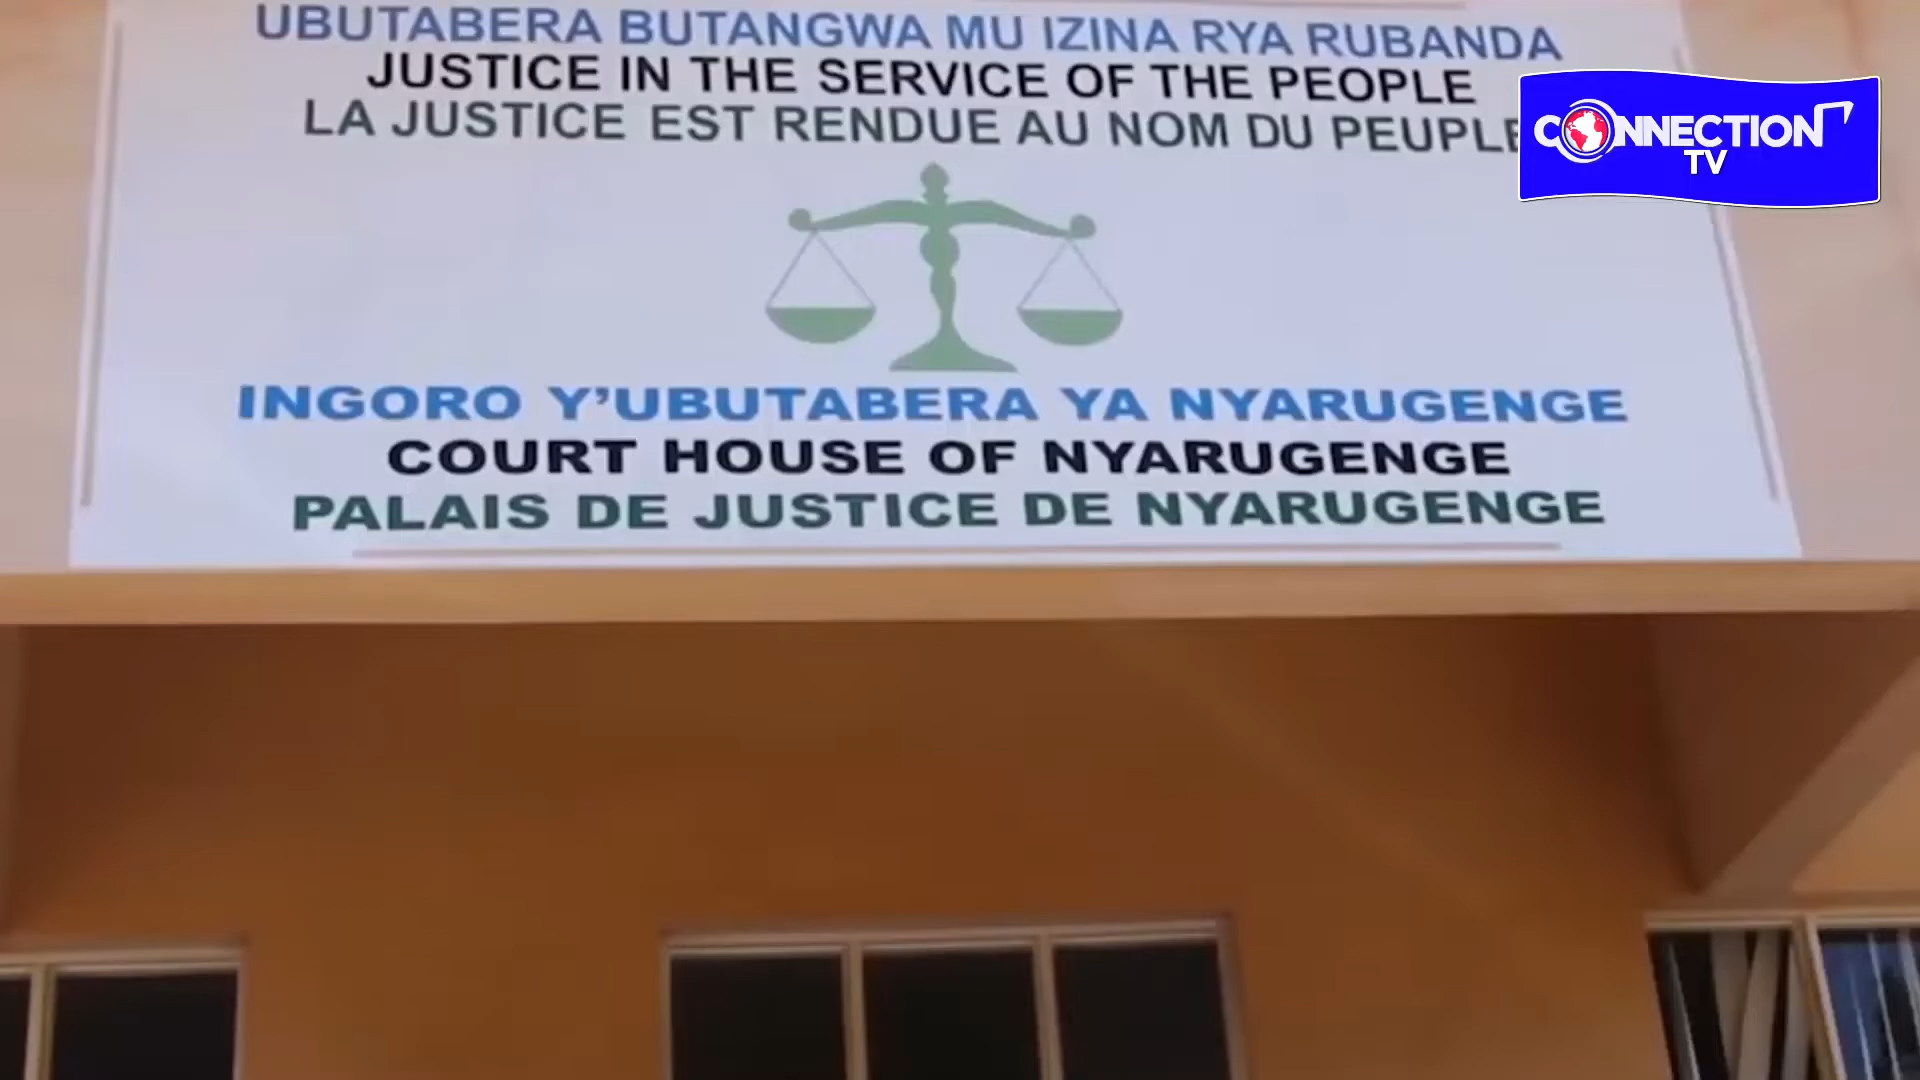 UBUTABERA BUTANGWA MU IZINA RYA RUBANDA
JUSTICE IN THE SERVICE OF THE PEOPLE
LA JUSTICE EST RENDUE AU NOM DU PEUPLE
CONNECTION
TV
INGORO Y'UBUTABERA YA NYARUGENGE
COURT HOUSE OF NYARUGENGE
PALAIS DE JUSTICE DE NYARUGENGE